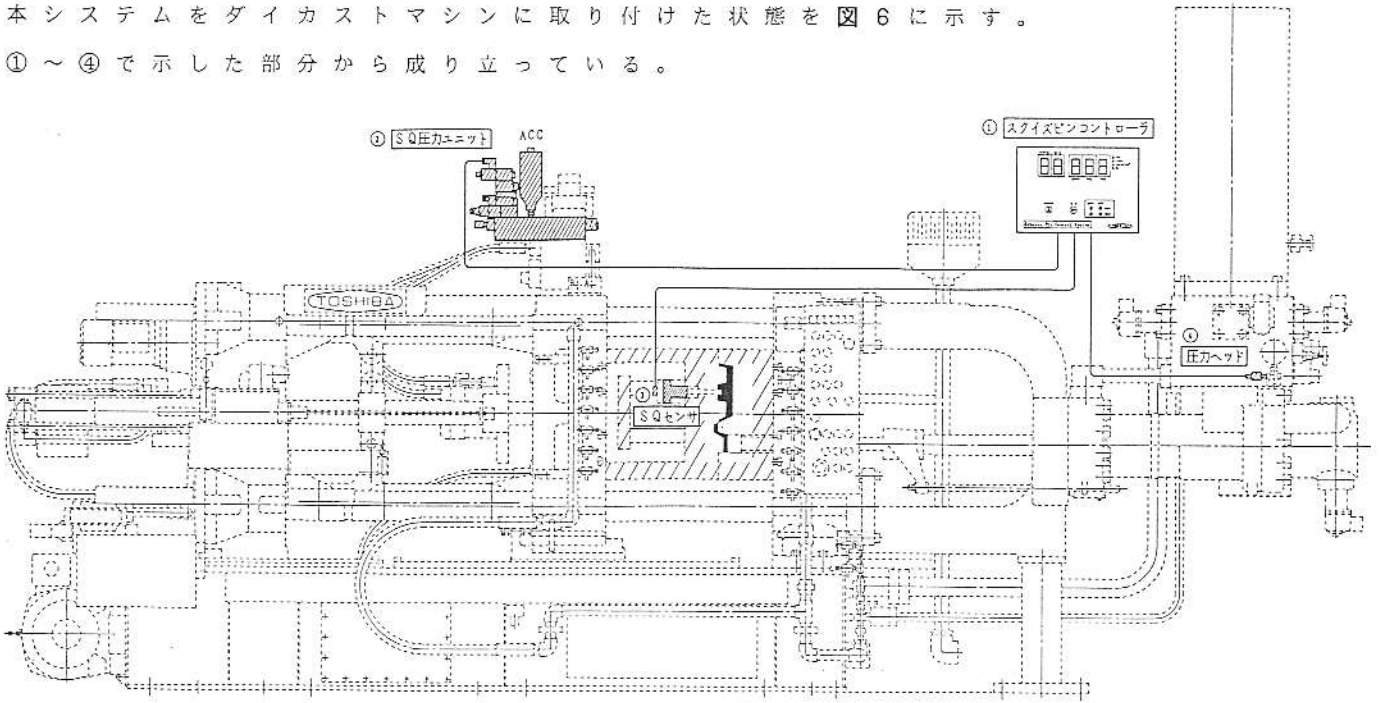 本システムをダイカストマシンに取り付けた状態を図6に示す。
①～④で示した部分から成り立っている。
② SQ圧力ユニット
ACC
① スクイズピンコントローラ
TOSHIBA
④
圧力ヘッド
③
SQセンサ